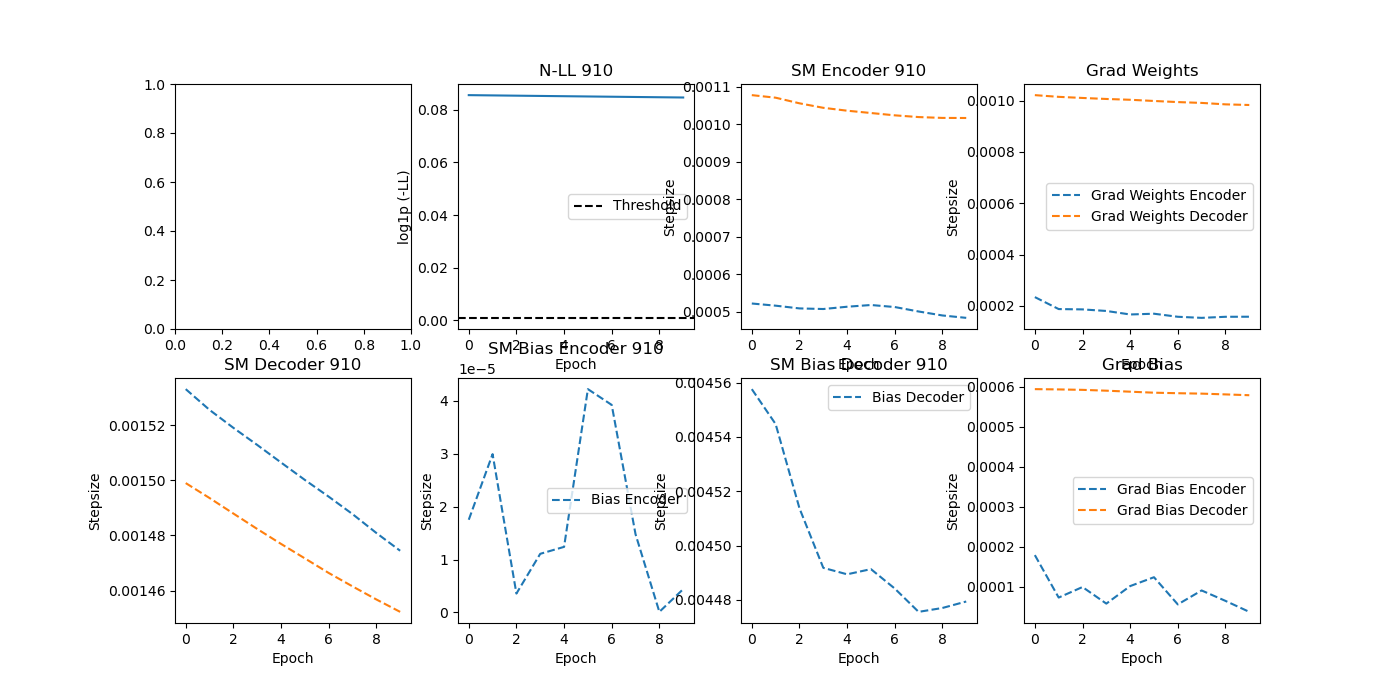 N-LL 910
SM Encoder 910
Grad Weights
1.0
0.8
0.6
0.4
0.2
0.0
0.0 0.2 0.4 0.6 0.8 1.0
log1p (-LL)
0.08
0.06
0.04
0.02
0.00
Threshold
0 2 4 6 8
Epoch
Stepsize
0.0011
0.0010
0.0009
0.0008
0.0007
0.0006
0.0005
0 2 4 6 8
Epoch
Stepsize
0.0010
0.0008
0.0006
0.0004
0.0002
Grad Weights Encoder
Grad Weights Decoder
0 2 4 6 8
Epoch
SM Decoder 910
Stepsize
0.00152
0.00150
0.00148
0.00146
0 2 4 6 8
Epoch
SM Bias Encoder 910
1e−5
Stepsize
4
3
2
1
0
Bias Encoder
0 2 4 6 8
Epoch
SM Bias Decoder 910
Stepsize
0.00456
0.00454
0.00452
0.00450
0.00448
Bias Decoder
0 2 4 6 8
Epoch
Grad Bias
Stepsize
0.0006
0.0005
0.0004
0.0003
0.0002
0.0001
Grad Bias Encoder
Grad Bias Decoder
0 2 4 6 8
Epoch